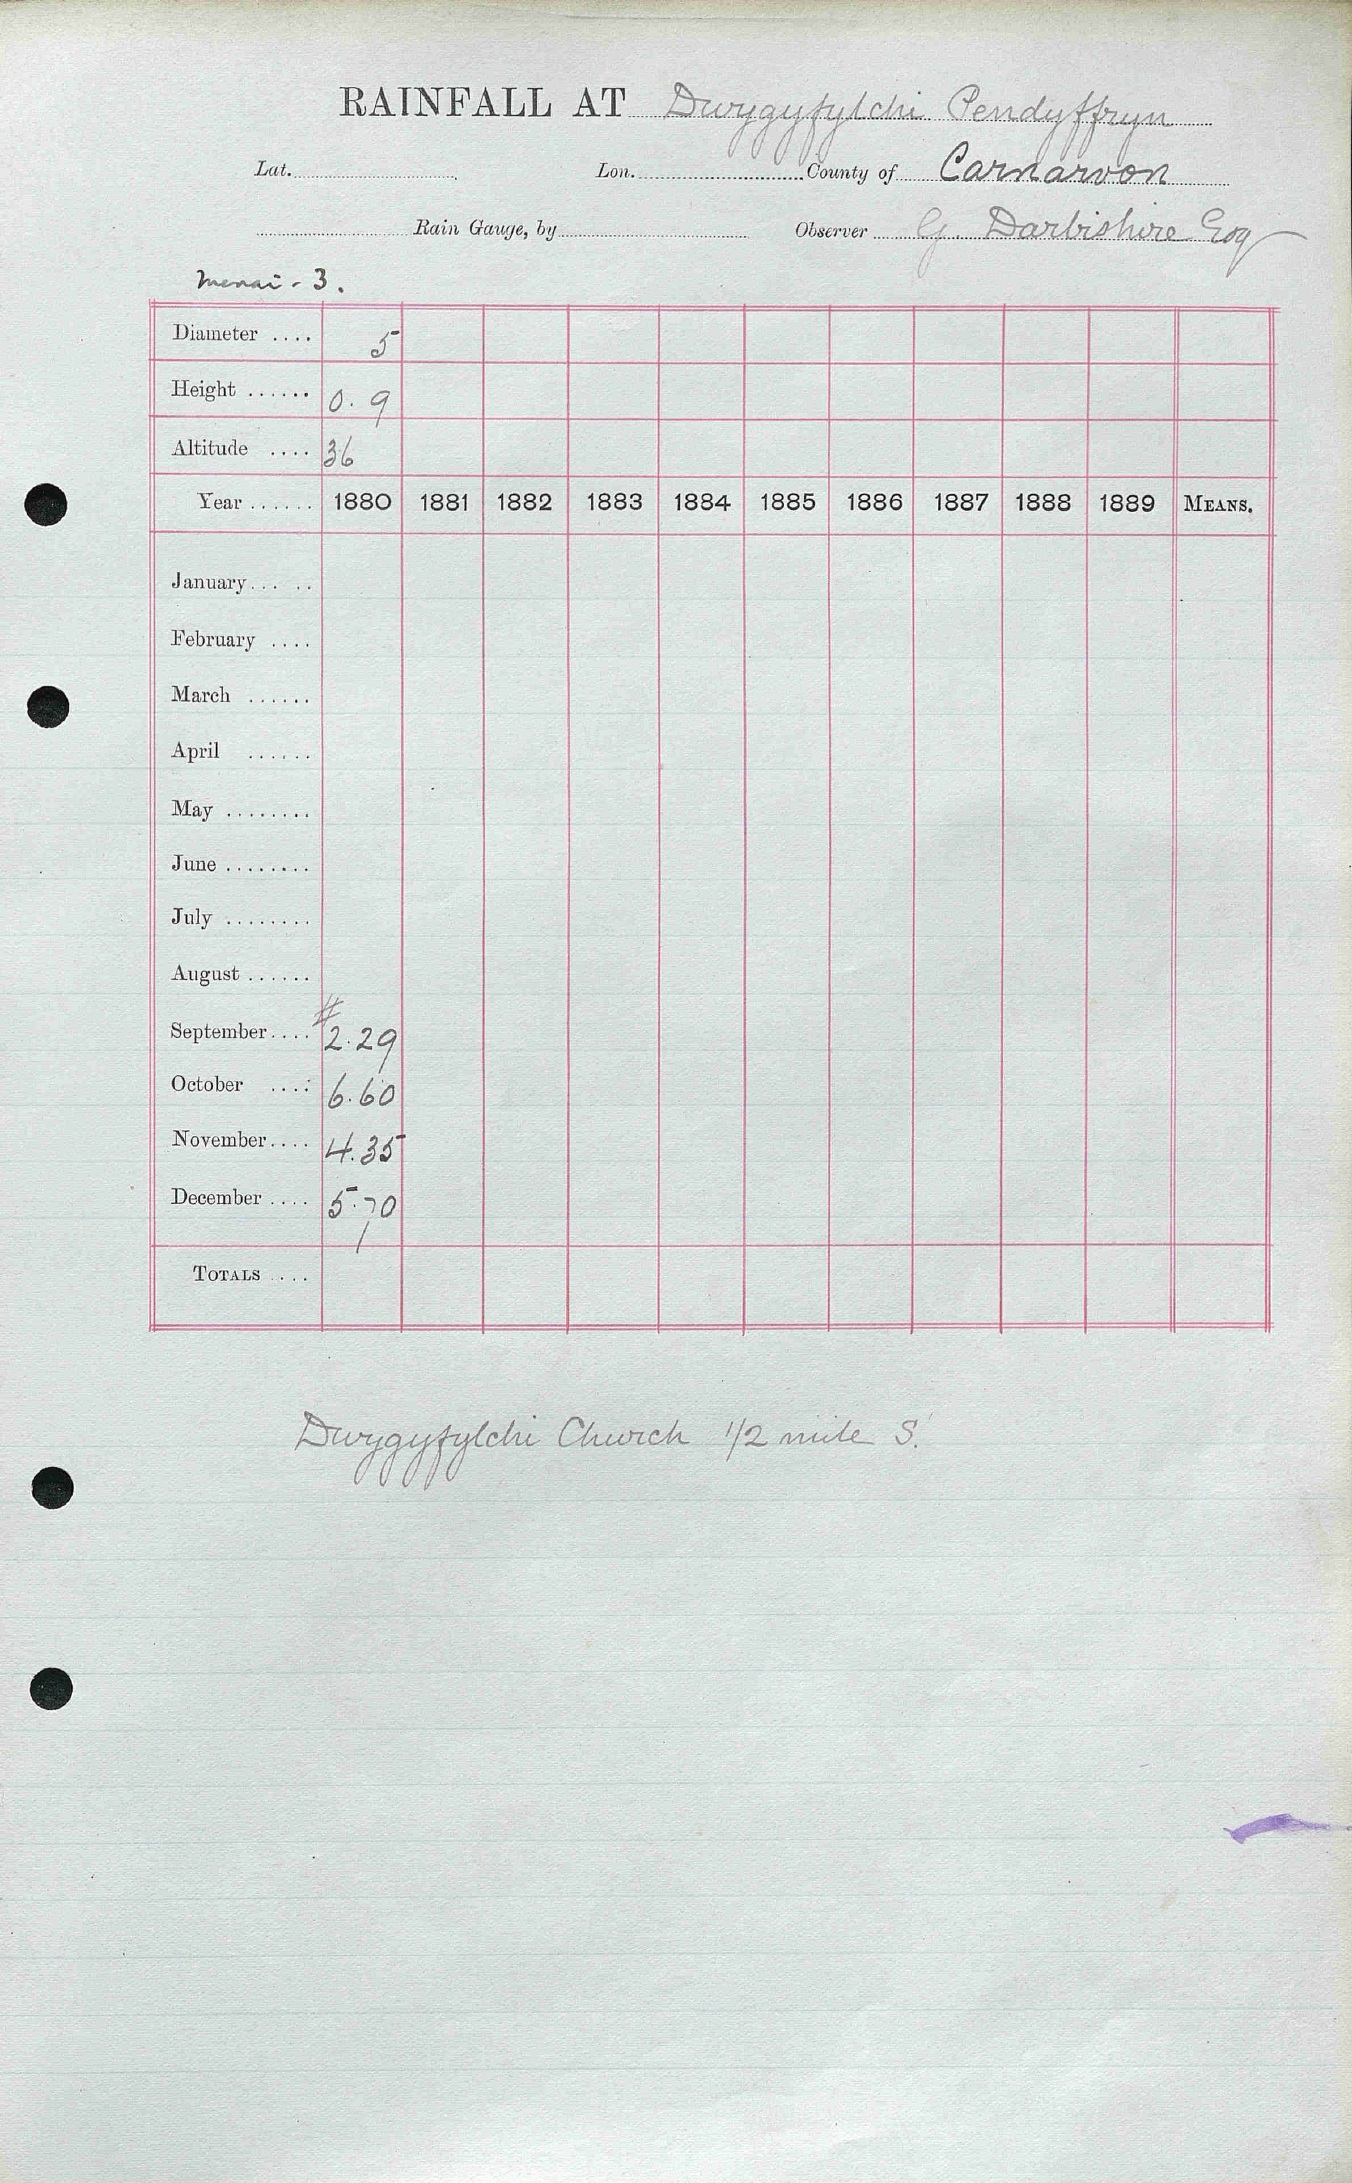 RAINFALL AT Dwygyfylchi Pendyffryn
Lat. Lon. County of Carnarvon
Rain Gauge, by Observer G. Darbishire Esq
Menai - 3.
Diameter .... 5
Height ...... 0.9
Altitude .... 36
Year ...... 1880 1881 1882 1883 1884 1885 1886 1887 1888 1889 MEANS.
January... ..
February ....
March ......
April ......
May ........
June ........
July ........
August ......
September.... # 2.29
October .... 6.60
November.... 4.35
December .... 5.70
TOTALS ....
Dwygyfylchi Church 1/2 mile S.